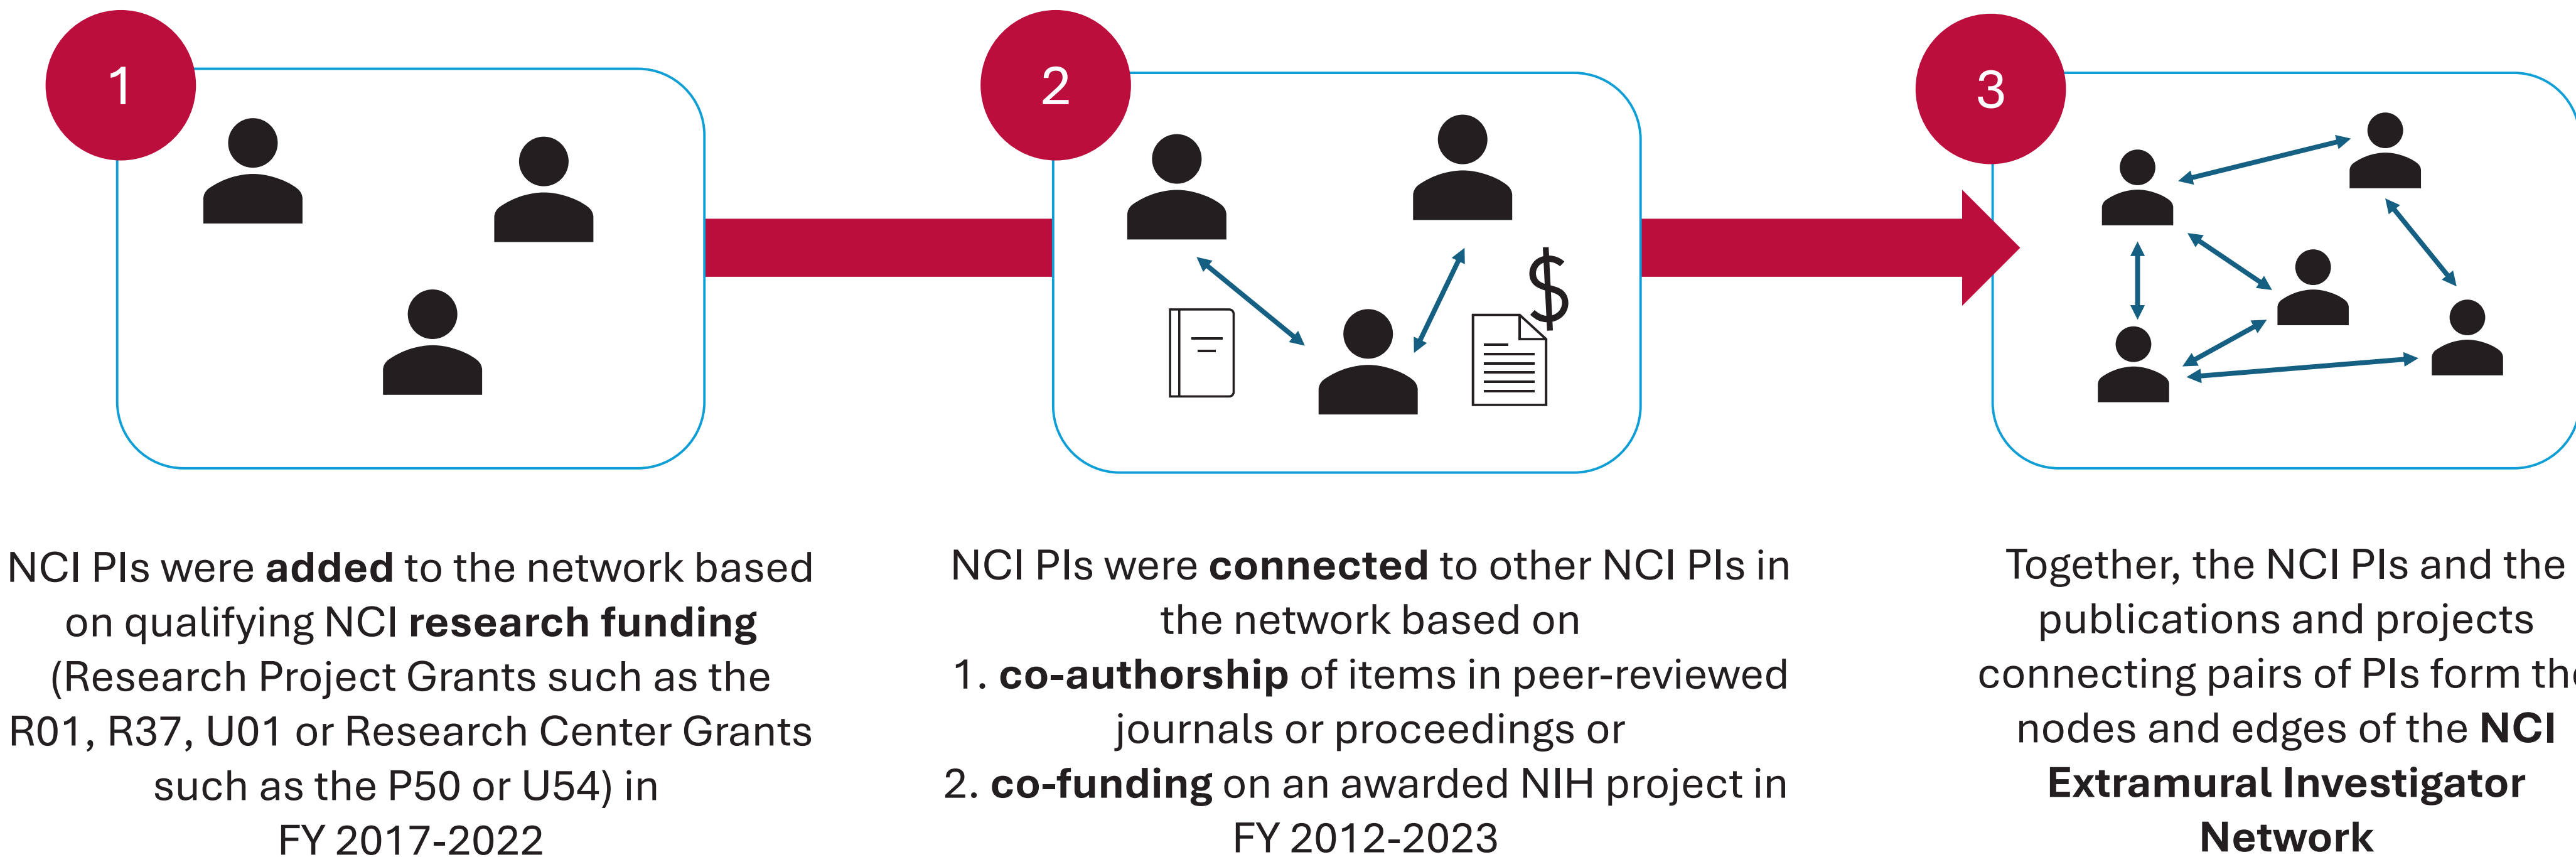 1
NCI PIs were added to the network based
on qualifying NCI research funding
(Research Project Grants such as the
R01, R37, U01 or Research Center Grants
such as the P50 or U54) in
FY 2017-2022
2
$
NCI PIs were connected to other NCI PIs in
the network based on
1. co-authorship of items in peer-reviewed
journals or proceedings or
2. co-funding on an awarded NIH project in
FY 2012-2023
3
Together, the NCI PIs and the
publications and projects
connecting pairs of PIs form the
nodes and edges of the NCI
Extramural Investigator
Network